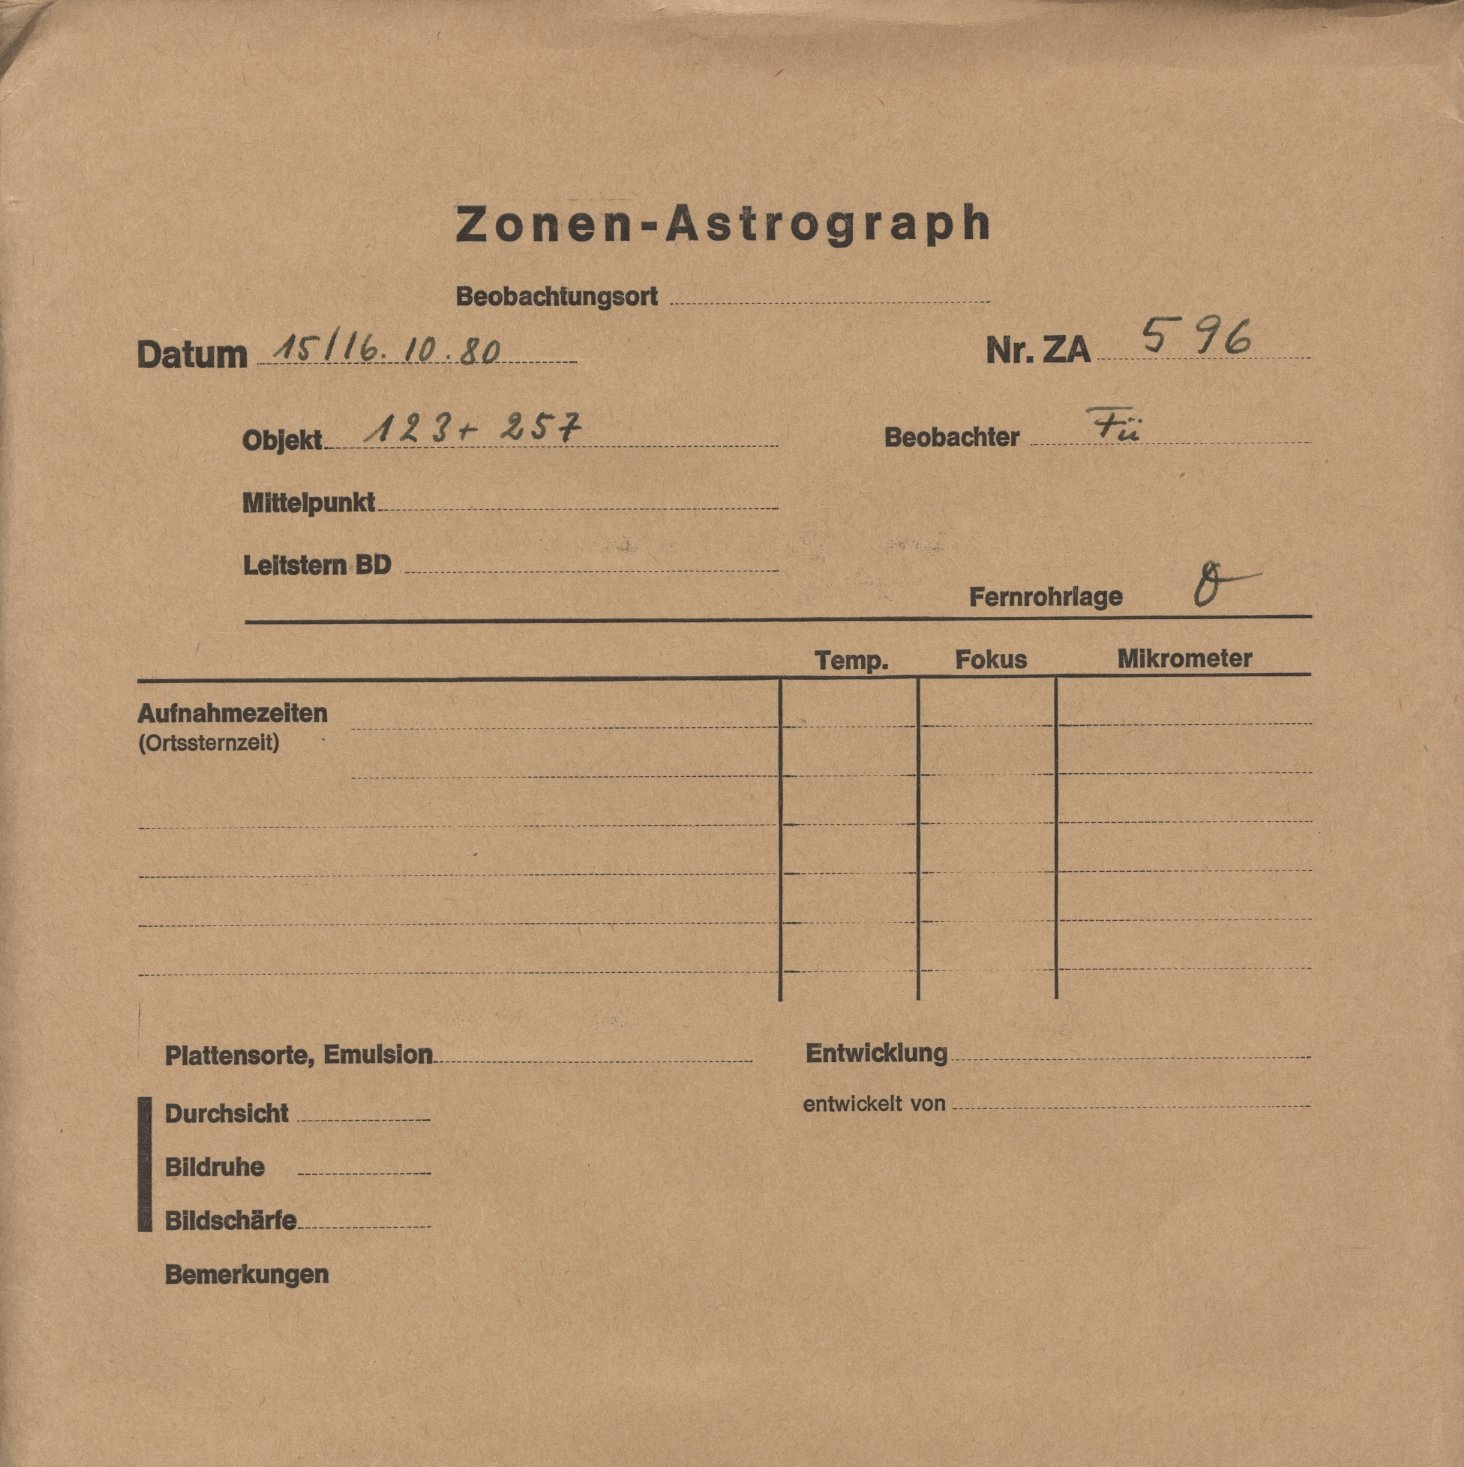 Zonen-Astrograph
Beobachtungsort
Datum 15/16.10.80 Nr. ZA 596
Objekt 123+ 257 Beobachter Fü
Mittelpunkt
Leitstern BD
Fernrohrlage
Temp. Fokus Mikrometer
Aufnahmezeiten
(Ortssternzeit)
Plattensorte, Emulsion Entwicklung
Durchsicht entwickelt von
Bildruhe
Bildschärfe
Bemerkungen